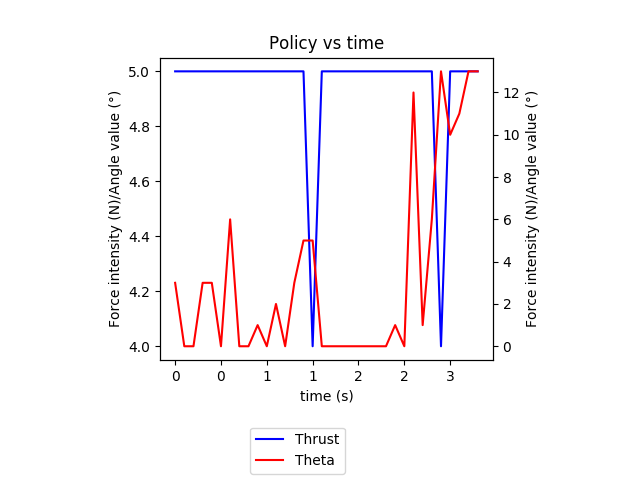 Policy vs time
Force intensity (N)/Angle value (°)
5.0
4.8
4.6
4.4
4.2
4.0
12
10
8
6
4
2
0
Force intensity (N)/Angle value (°)
0 0 1 1 2 2 3
time (s)
Thrust
Theta